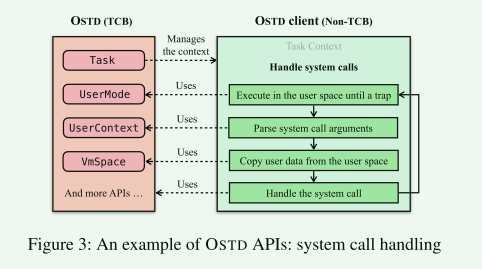 OSTD (TCB)
OSTD client (Non-TCB)
Manages
the context
Task Context
Handle system calls
Task
UserMode
Uses
Execute in the user space until a trap
UserContext
Uses
Parse system call arguments
VmSpace
Uses
Copy user data from the user space
And more APIs ...
Uses
Handle the system call
Figure 3: An example of OSTD APIs: system call handling